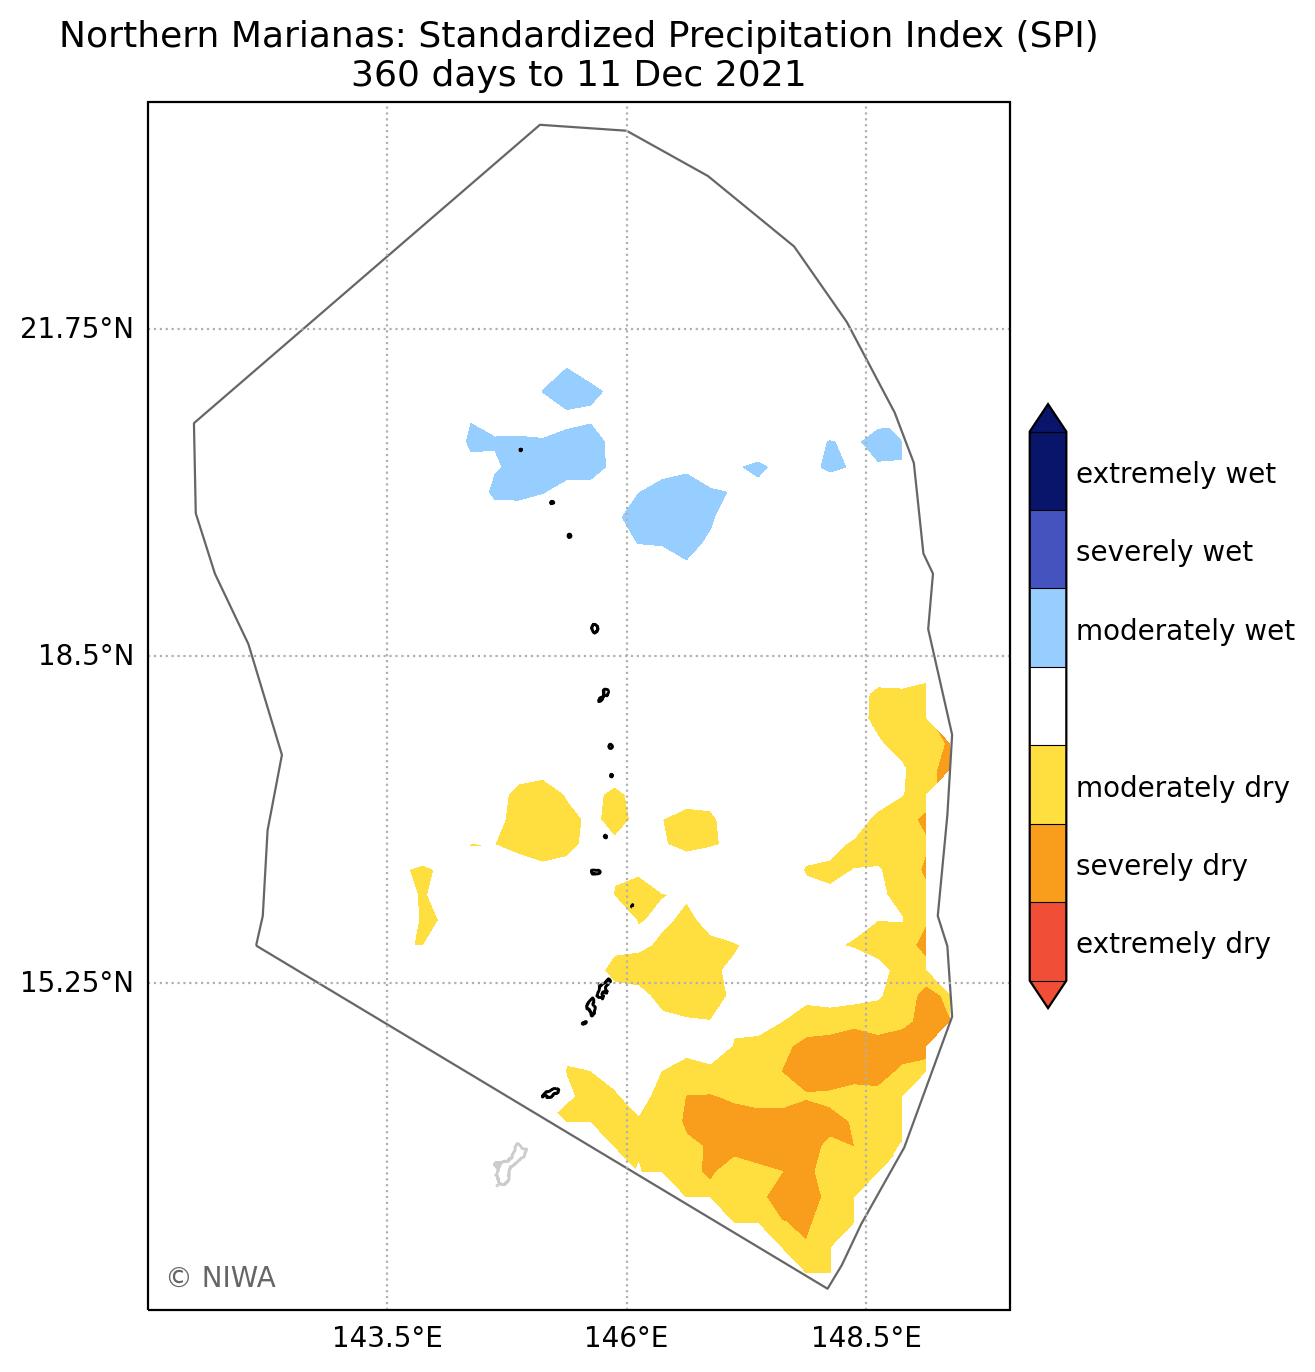 Northern Marianas: Standardized Precipitation Index (SPI)
360 days to 11 Dec 2021
21.75°N
18.5°N
15.25°N
143.5°E
146°E
148.5°E
extremely wet
severely wet
moderately wet
moderately dry
severely dry
extremely dry
© NIWA